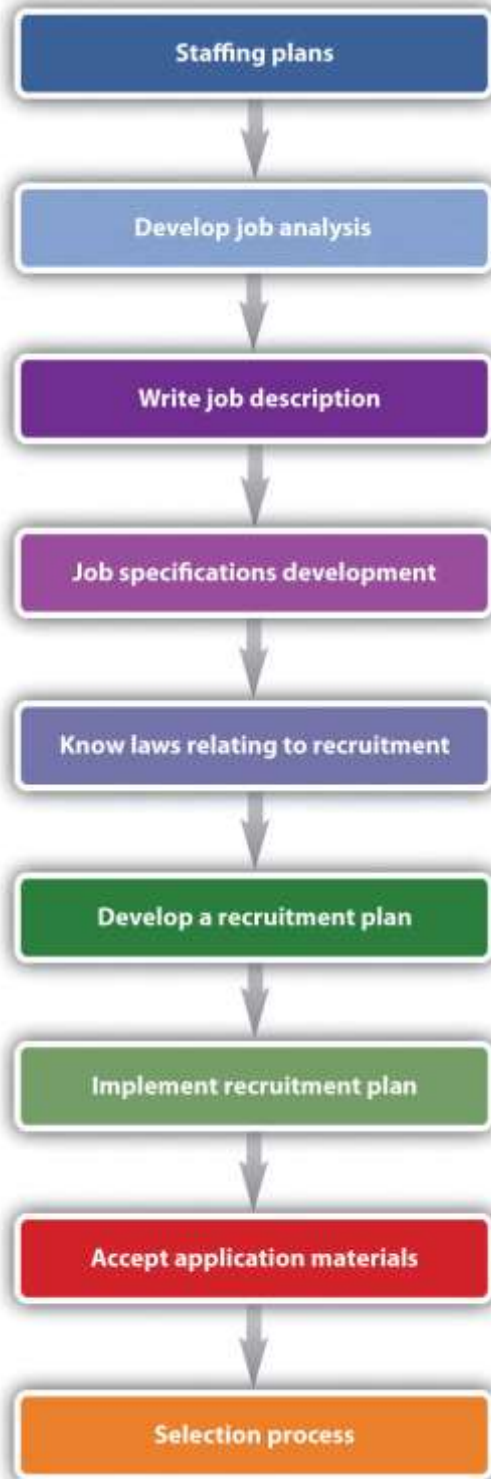 Staffing plans
Develop job analysis
Write job description
Job specifications development
Know laws relating to recruitment
Develop a recruitment plan
Implement recruitment plan
Accept application materials
Selection process